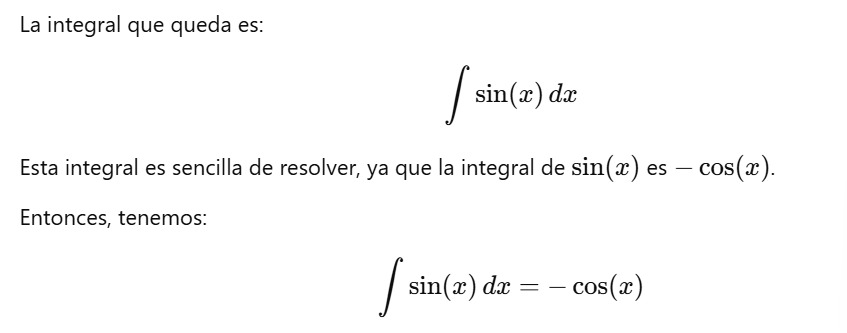 La integral que queda es:
∫ sin(x) dx
Esta integral es sencilla de resolver, ya que la integral de sin(x) es − cos(x).
Entonces, tenemos:
∫ sin(x) dx = − cos(x)